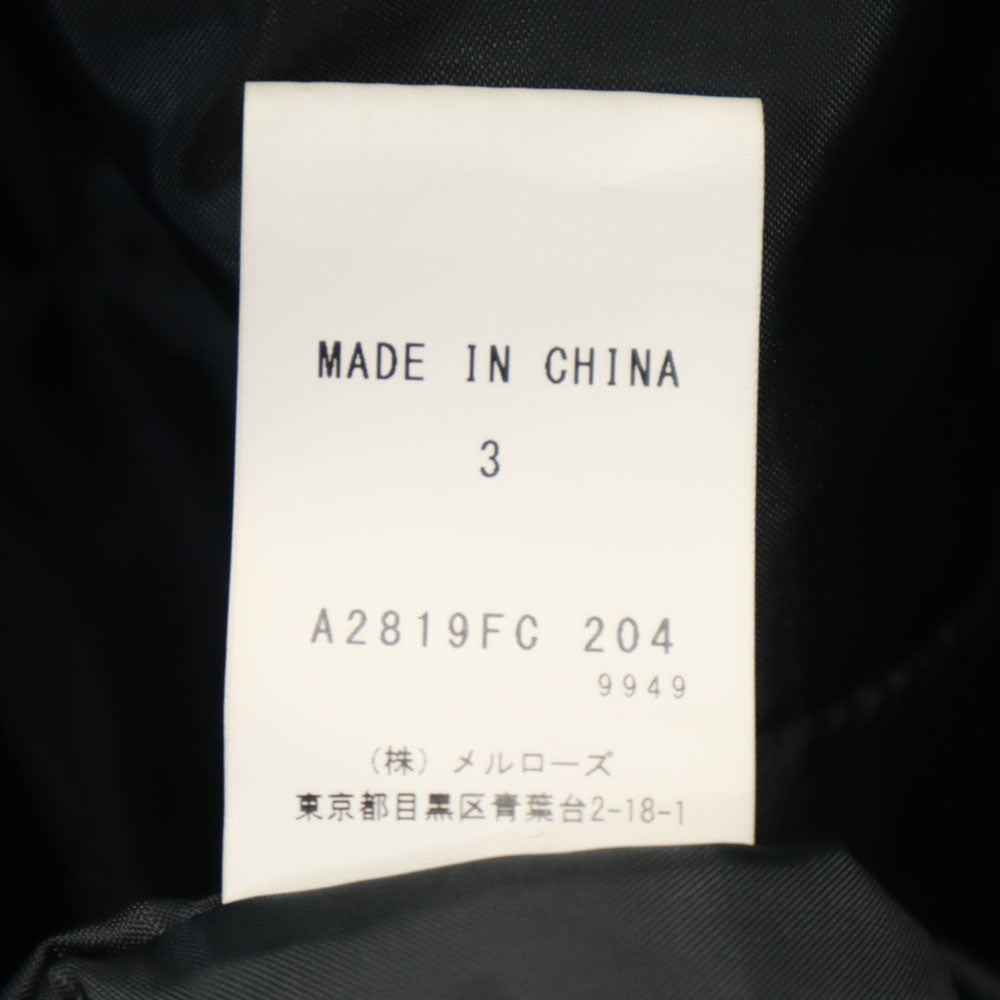 MADE IN CHINA
3
A2819FC 204
9949
(株)メルローズ
東京都目黒区青葉台2-18-1